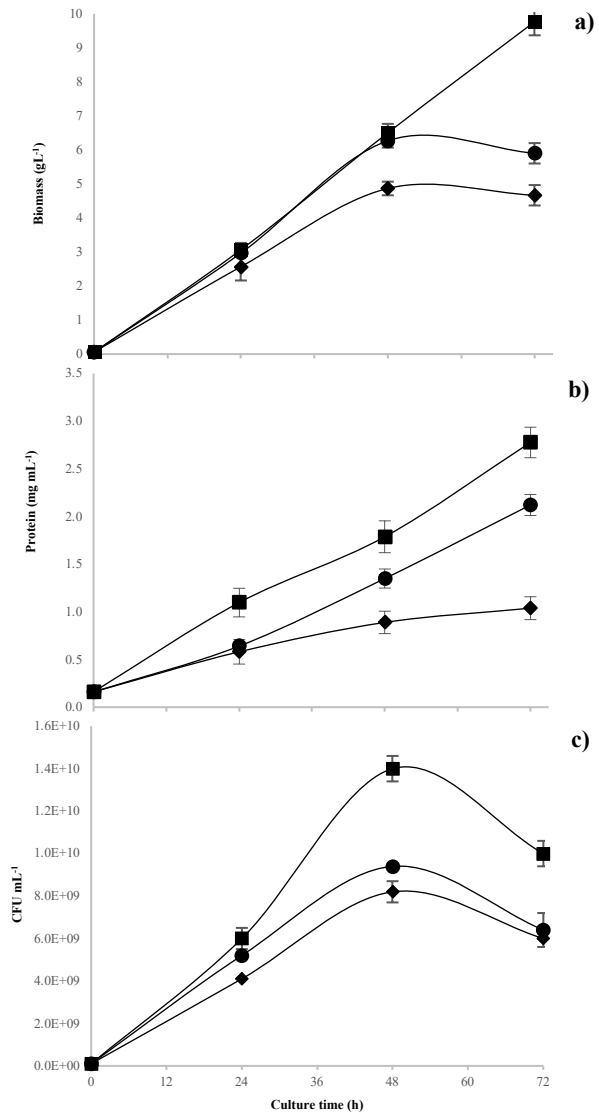 a)
10
9
8
7
6
5
4
3
2
1
0
Biomass (gL-1)
b)
3.5
3.0
2.5
2.0
1.5
1.0
0.5
0.0
Protein (mg mL-1)
c)
1.6E+10
1.4E+10
1.2E+10
1.0E+10
8.0E+09
6.0E+09
4.0E+09
2.0E+09
0.0E+00
CFU mL-1
0 12 24 36 48 60 72
Culture time (h)